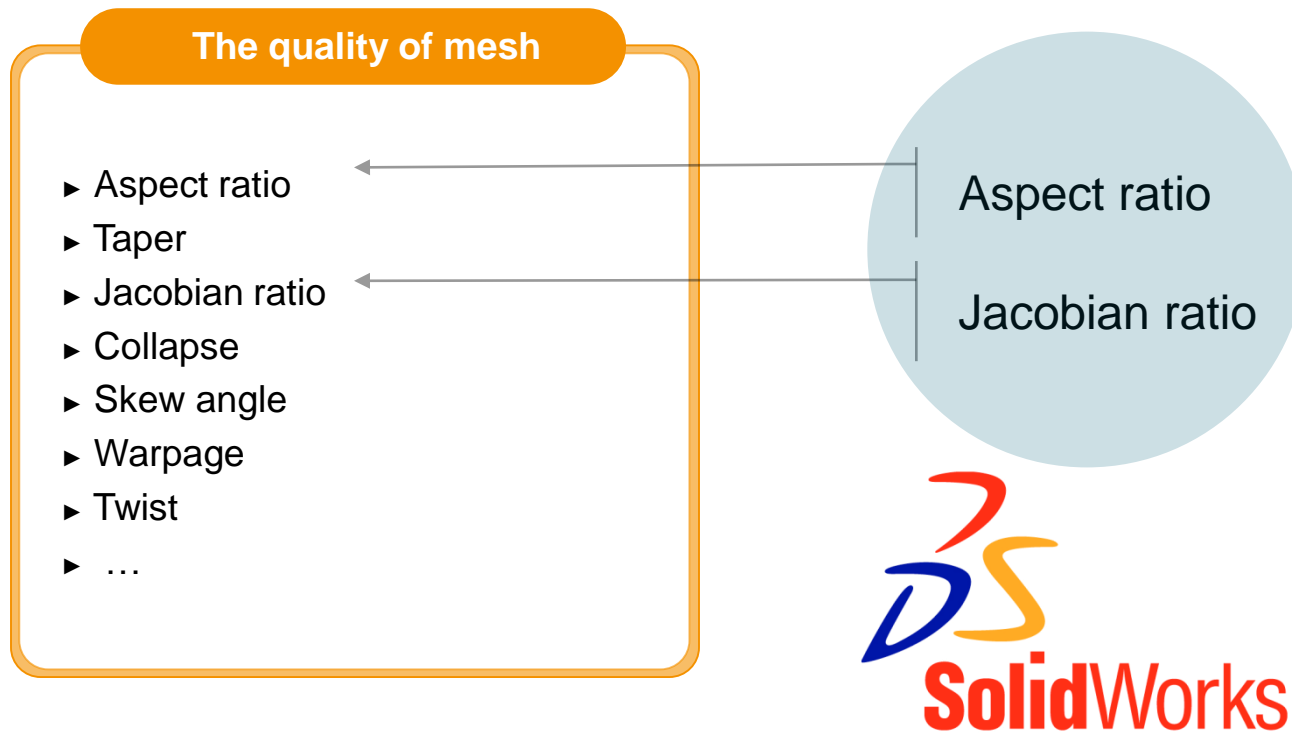 The quality of mesh
► Aspect ratio
► Taper
► Jacobian ratio
► Collapse
► Skew angle
► Warpage
► Twist
► …
Aspect ratio
Jacobian ratio
DS
SolidWorks